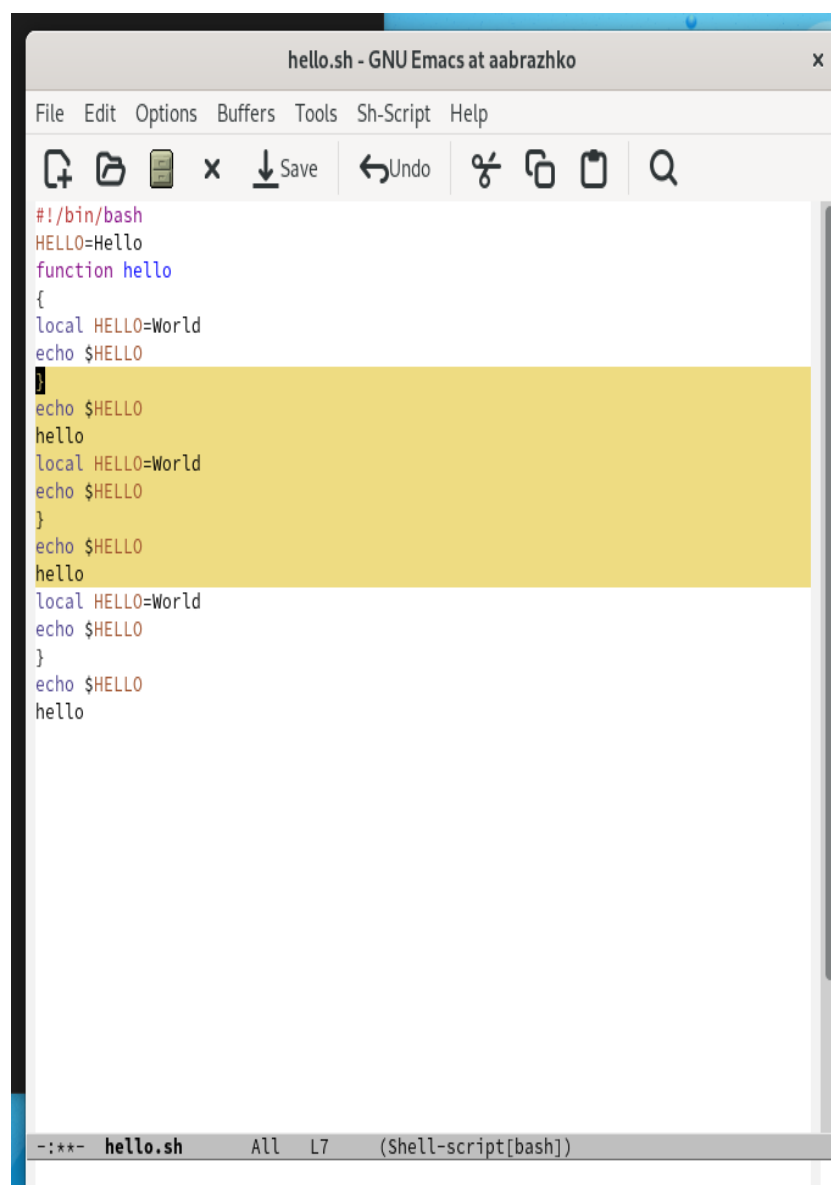 hello.sh - GNU Emacs at aabrazhko
File Edit Options Buffers Tools Sh-Script Help
Save Undo
#!/bin/bash
HELLO=Hello
function hello
{
local HELLO=World
echo $HELLO
}
echo $HELLO
hello
local HELLO=World
echo $HELLO
}
echo $HELLO
hello
local HELLO=World
echo $HELLO
}
echo $HELLO
hello
-:**- hello.sh All L7 (Shell-script[bash])